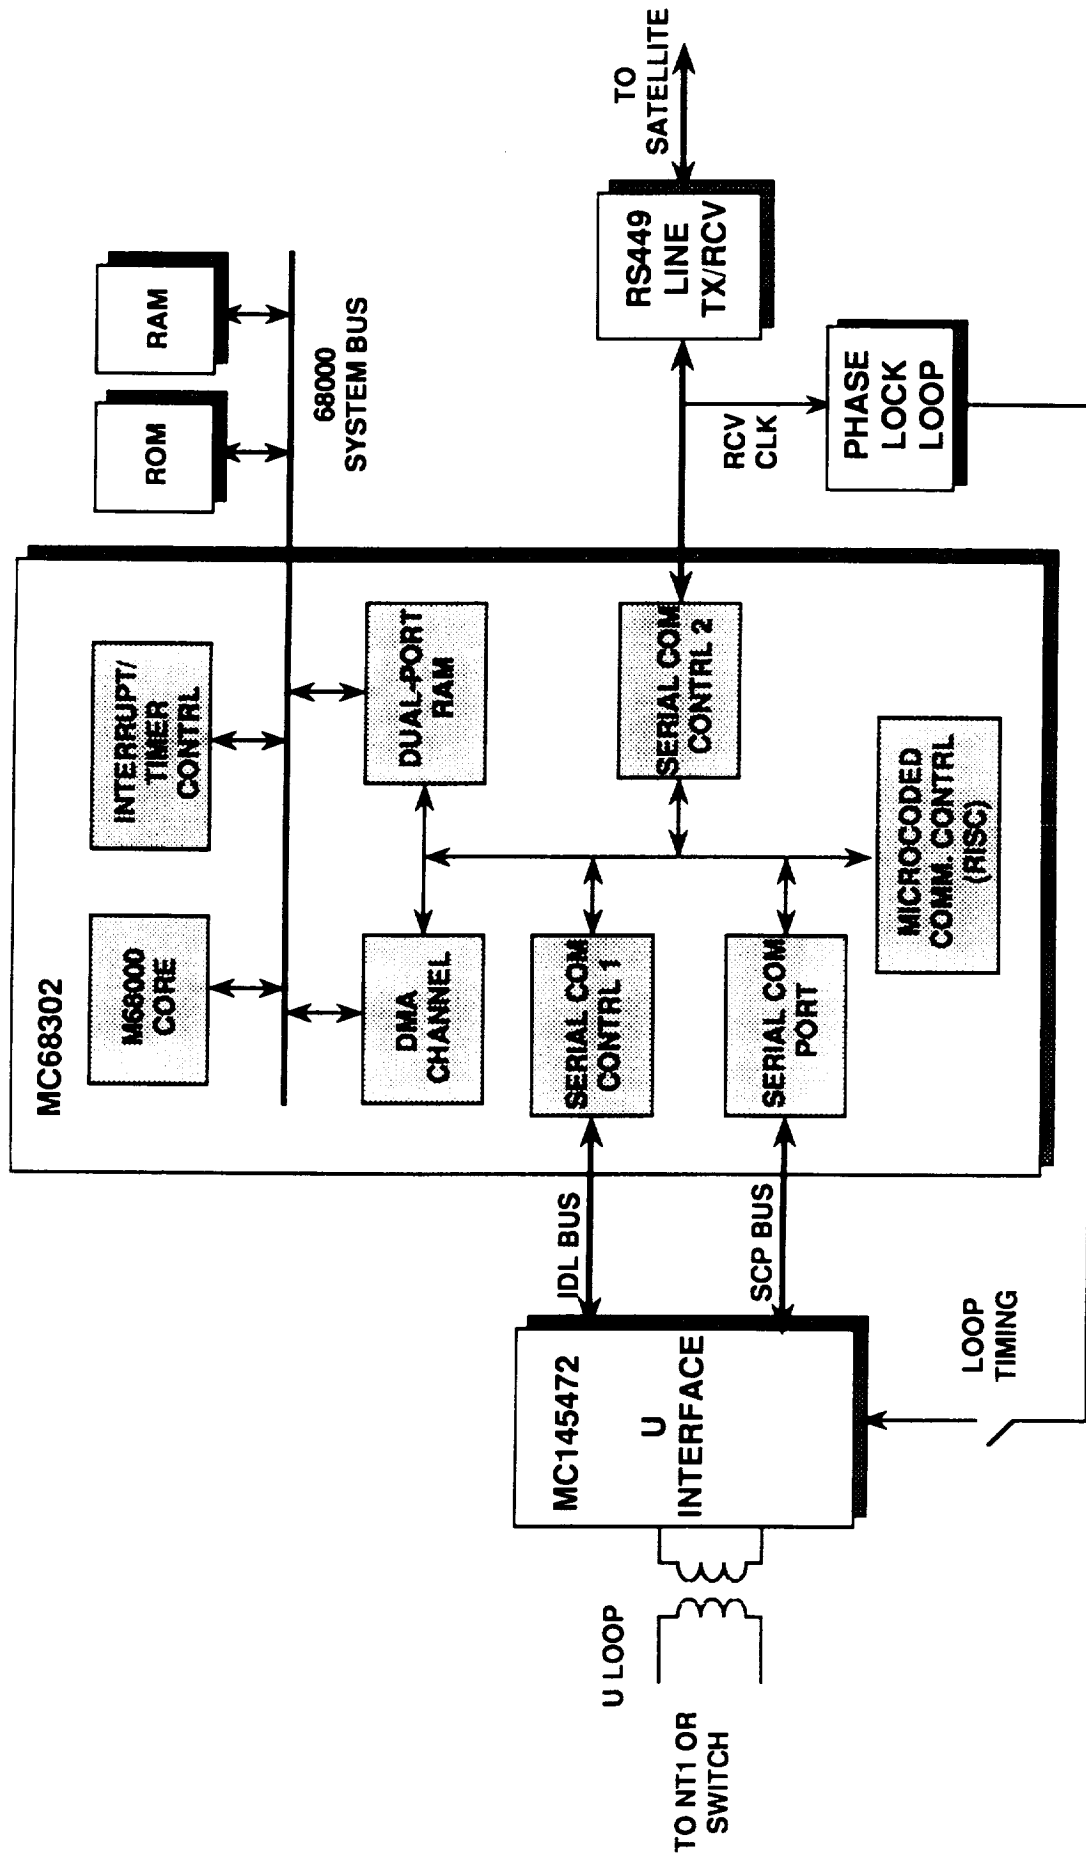 MC68302
M68000
CORE
INTERRUPT/
TIMER
CONTRL
ROM
RAM
68000
SYSTEM BUS
DMA
CHANNEL
DUAL-PORT
RAM
SERIAL COM
CONTRL 1
SERIAL COM
CONTRL 2
SERIAL COM
PORT
MICROCODED
COMM. CONTRL
(RISC)
IDL BUS
SCP BUS
MC145472
U
INTERFACE
U LOOP
TO NT1 OR
SWITCH
LOOP
TIMING
RS449
LINE
TX/RCV
TO
SATELLITE
RCV
CLK
PHASE
LOCK
LOOP